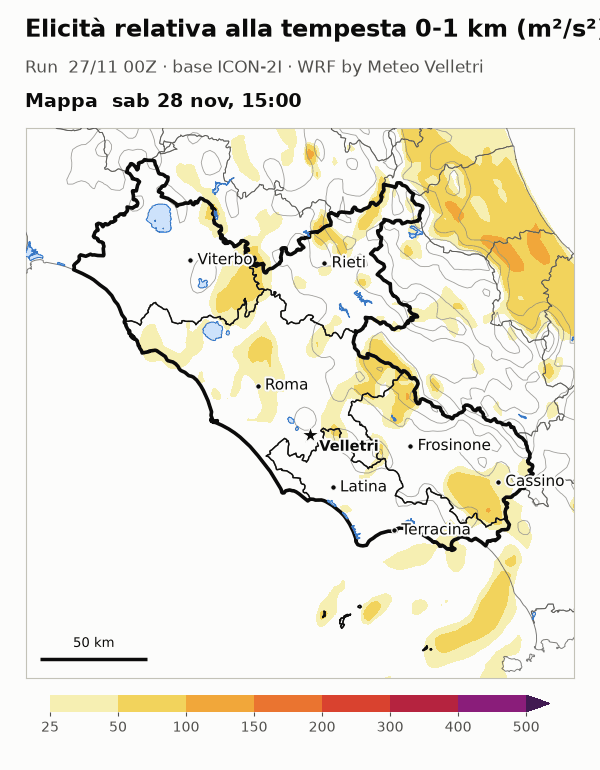 Elicità relativa alla tempesta 0-1 km (m²/s²)
Run 27/11 00Z · base ICON-2I · WRF by Meteo Velletri
Mappa sab 28 nov, 15:00
Viterbo
Rieti
Roma
Velletri
Frosinone
Cassino
Latina
Terracina
50 km
25 50 100 150 200 300 400 500